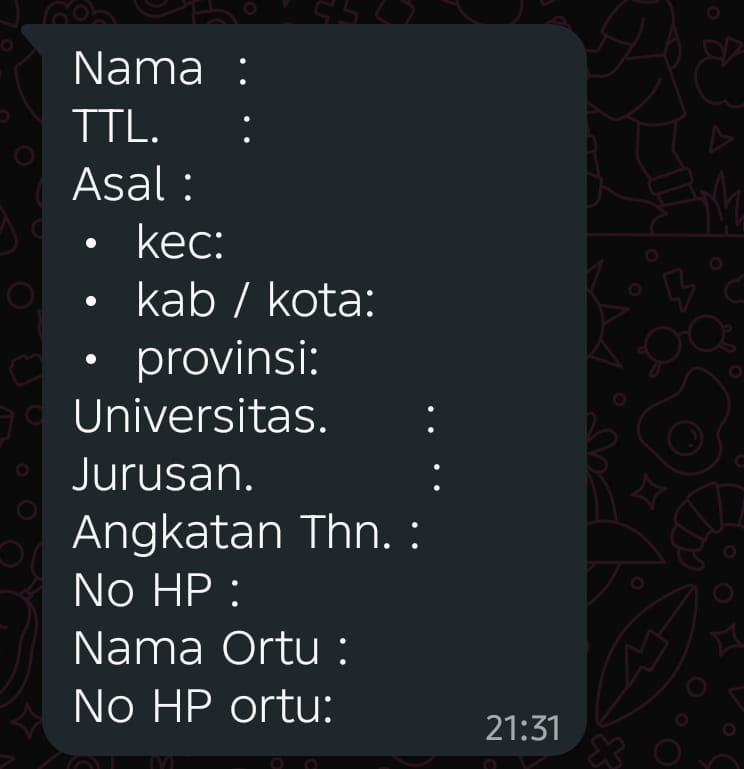 Nama  :
TTL.      :
Asal :
• kec:
• kab / kota:
• provinsi:
Universitas.       :
Jurusan.             :
Angkatan Thn. :
No HP :
Nama Ortu :
No HP ortu:
21:31